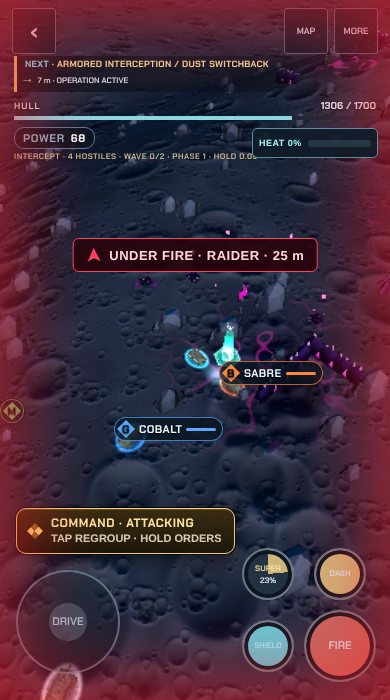 ‹
MAP
MORE
NEXT · ARMORED INTERCEPTION / DUST SWITCHBACK
→ 7 m · OPERATION ACTIVE
HULL
1306 / 1700
POWER 68
HEAT 0%
INTERCEPT · 4 HOSTILES · WAVE 0/2 · PHASE 1 · HOLD
UNDER FIRE · RAIDER · 25 m
SABRE
M
COBALT
COMMAND · ATTACKING
TAP REGROUP · HOLD ORDERS
SUPER
23%
DASH
DRIVE
SHIELD
FIRE